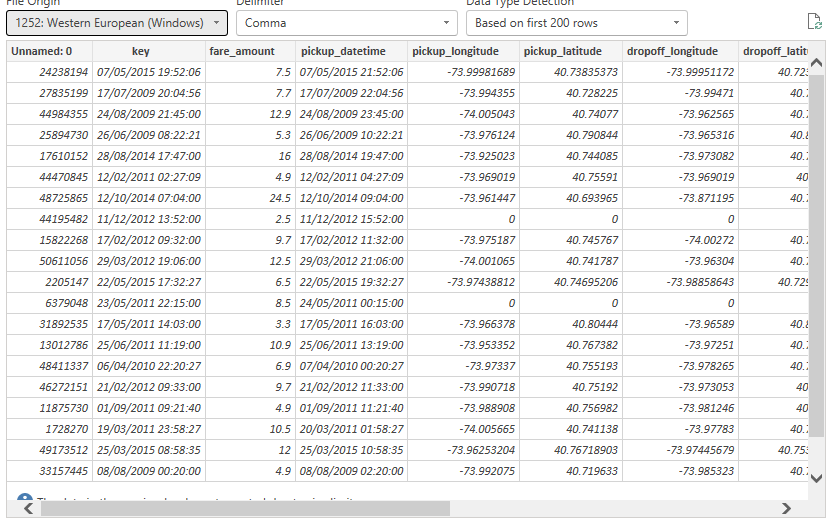 File Origin Delimiter Data Type Detection
1252: Western European (Windows) Comma Based on first 200 rows
Unnamed: 0 key fare_amount pickup_datetime pickup_longitude pickup_latitude dropoff_longitude dropoff_latitu
24238194 07/05/2015 19:52:06 7.5 07/05/2015 21:52:06 -73.99981689 40.73835373 -73.99951172 40.723
27835199 17/07/2009 20:04:56 7.7 17/07/2009 22:04:56 -73.994355 40.728225 -73.99471 40.7
44984355 24/08/2009 21:45:00 12.9 24/08/2009 23:45:00 -74.005043 40.74077 -73.962565 40.7
25894730 26/06/2009 08:22:21 5.3 26/06/2009 10:22:21 -73.976124 40.790844 -73.965316 40.8
17610152 28/08/2014 17:47:00 16 28/08/2014 19:47:00 -73.925023 40.744085 -73.973082 40.7
44470845 12/02/2011 02:27:09 4.9 12/02/2011 04:27:09 -73.969019 40.75591 -73.969019 40
48725865 12/10/2014 07:04:00 24.5 12/10/2014 09:04:00 -73.961447 40.693965 -73.871195 40.7
44195482 11/12/2012 13:52:00 2.5 11/12/2012 15:52:00 0 0 0
15822268 17/02/2012 09:32:00 9.7 17/02/2012 11:32:00 -73.975187 40.745767 -74.00272 40.7
50611056 29/03/2012 19:06:00 12.5 29/03/2012 21:06:00 -74.001065 40.741787 -73.96304 40.7
2205147 22/05/2015 17:32:27 6.5 22/05/2015 19:32:27 -73.97438812 40.74695206 -73.98858643 40.729
6379048 23/05/2011 22:15:00 8.5 24/05/2011 00:15:00 0 0 0
31892535 17/05/2011 14:03:00 3.3 17/05/2011 16:03:00 -73.966378 40.80444 -73.96589 40.8
13012786 25/06/2011 11:19:00 10.9 25/06/2011 13:19:00 -73.953352 40.767382 -73.97251 40.7
48411337 06/04/2010 22:20:27 6.9 07/04/2010 00:20:27 -73.97337 40.755193 -73.978265 40.7
46272151 21/02/2012 09:33:00 9.7 21/02/2012 11:33:00 -73.990718 40.75192 -73.973053 40
11875730 01/09/2011 09:21:40 4.9 01/09/2011 11:21:40 -73.988908 40.756982 -73.981246 40
1728270 19/03/2011 23:58:27 10.5 20/03/2011 01:58:27 -74.005665 40.741138 -73.97783 40.7
49173512 25/03/2015 08:58:35 12 25/03/2015 10:58:35 -73.96253204 40.76718903 -73.97445679 40.753
33157445 08/08/2009 00:20:00 4.9 08/08/2009 02:20:00 -73.992075 40.719633 -73.985323 40.7